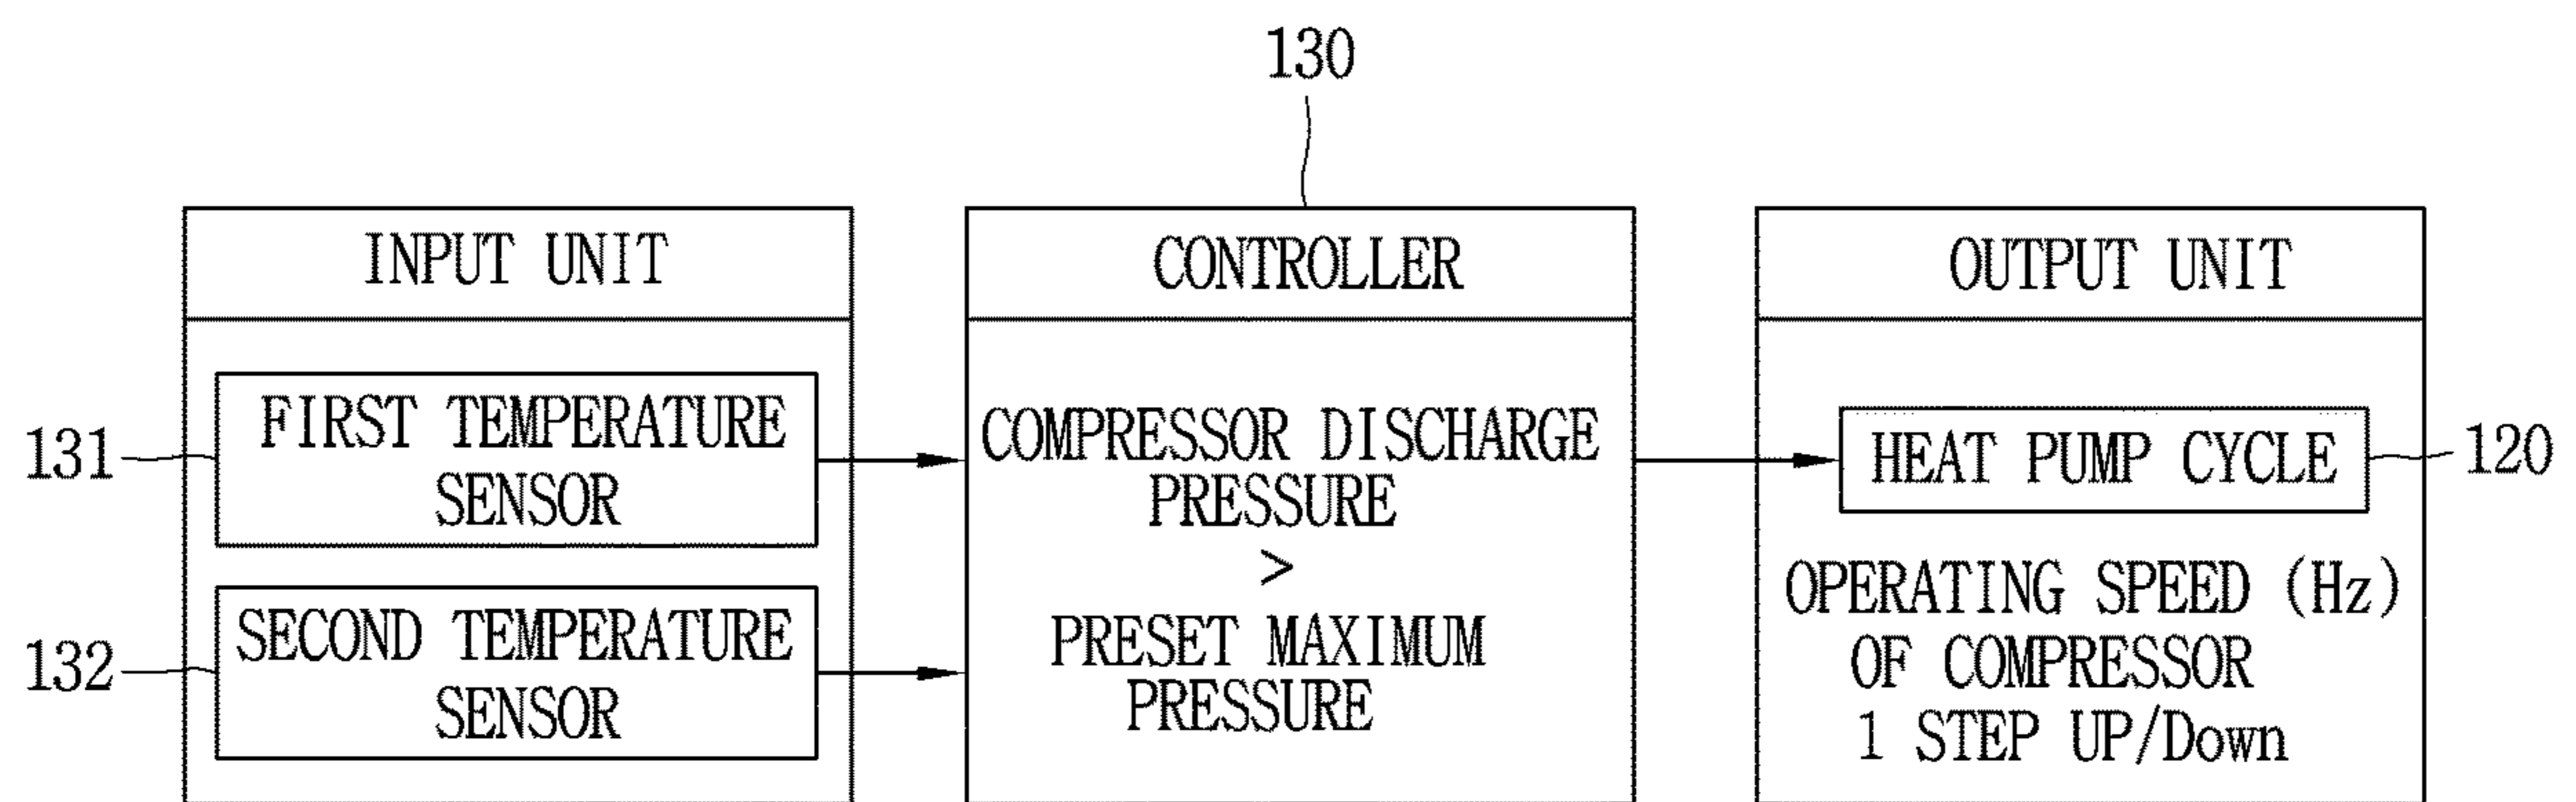 130
INPUT UNIT
CONTROLLER
OUTPUT UNIT
131
FIRST TEMPERATURE
SENSOR
132
SECOND TEMPERATURE
SENSOR
COMPRESSOR DISCHARGE
PRESSURE
>
PRESET MAXIMUM
PRESSURE
HEAT PUMP CYCLE
120
OPERATING SPEED (Hz)
OF COMPRESSOR
1 STEP UP/Down